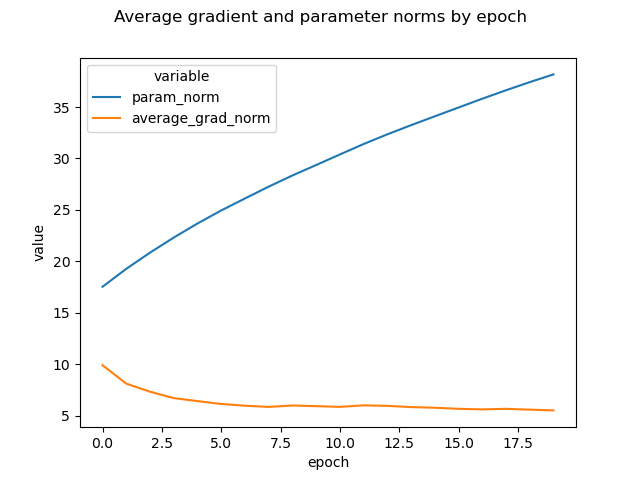 Average gradient and parameter norms by epoch
variable
param_norm
average_grad_norm
value
35
30
25
20
15
10
5
0.0 2.5 5.0 7.5 10.0 12.5 15.0 17.5
epoch